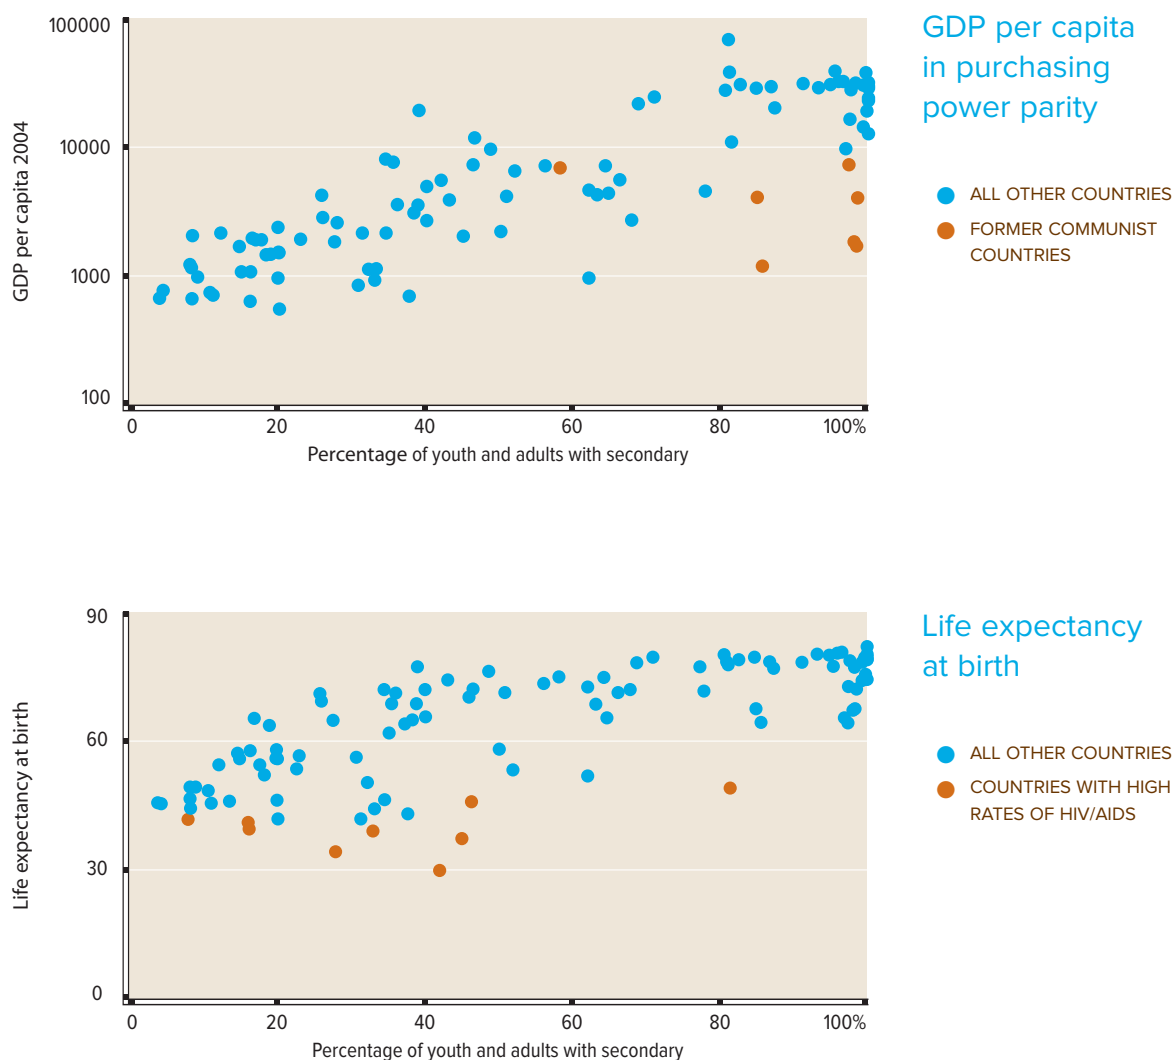 GDP per capita
in purchasing
power parity
ALL OTHER COUNTRIES
FORMER COMMUNIST
COUNTRIES
GDP per capita 2004
100000
10000
1000
100
0 20 40 60 80 100%
Percentage of youth and adults with secondary
Life expectancy
at birth
ALL OTHER COUNTRIES
COUNTRIES WITH HIGH
RATES OF HIV/AIDS
Life expectancy at birth
90
60
30
0
0 20 40 60 80 100%
Percentage of youth and adults with secondary